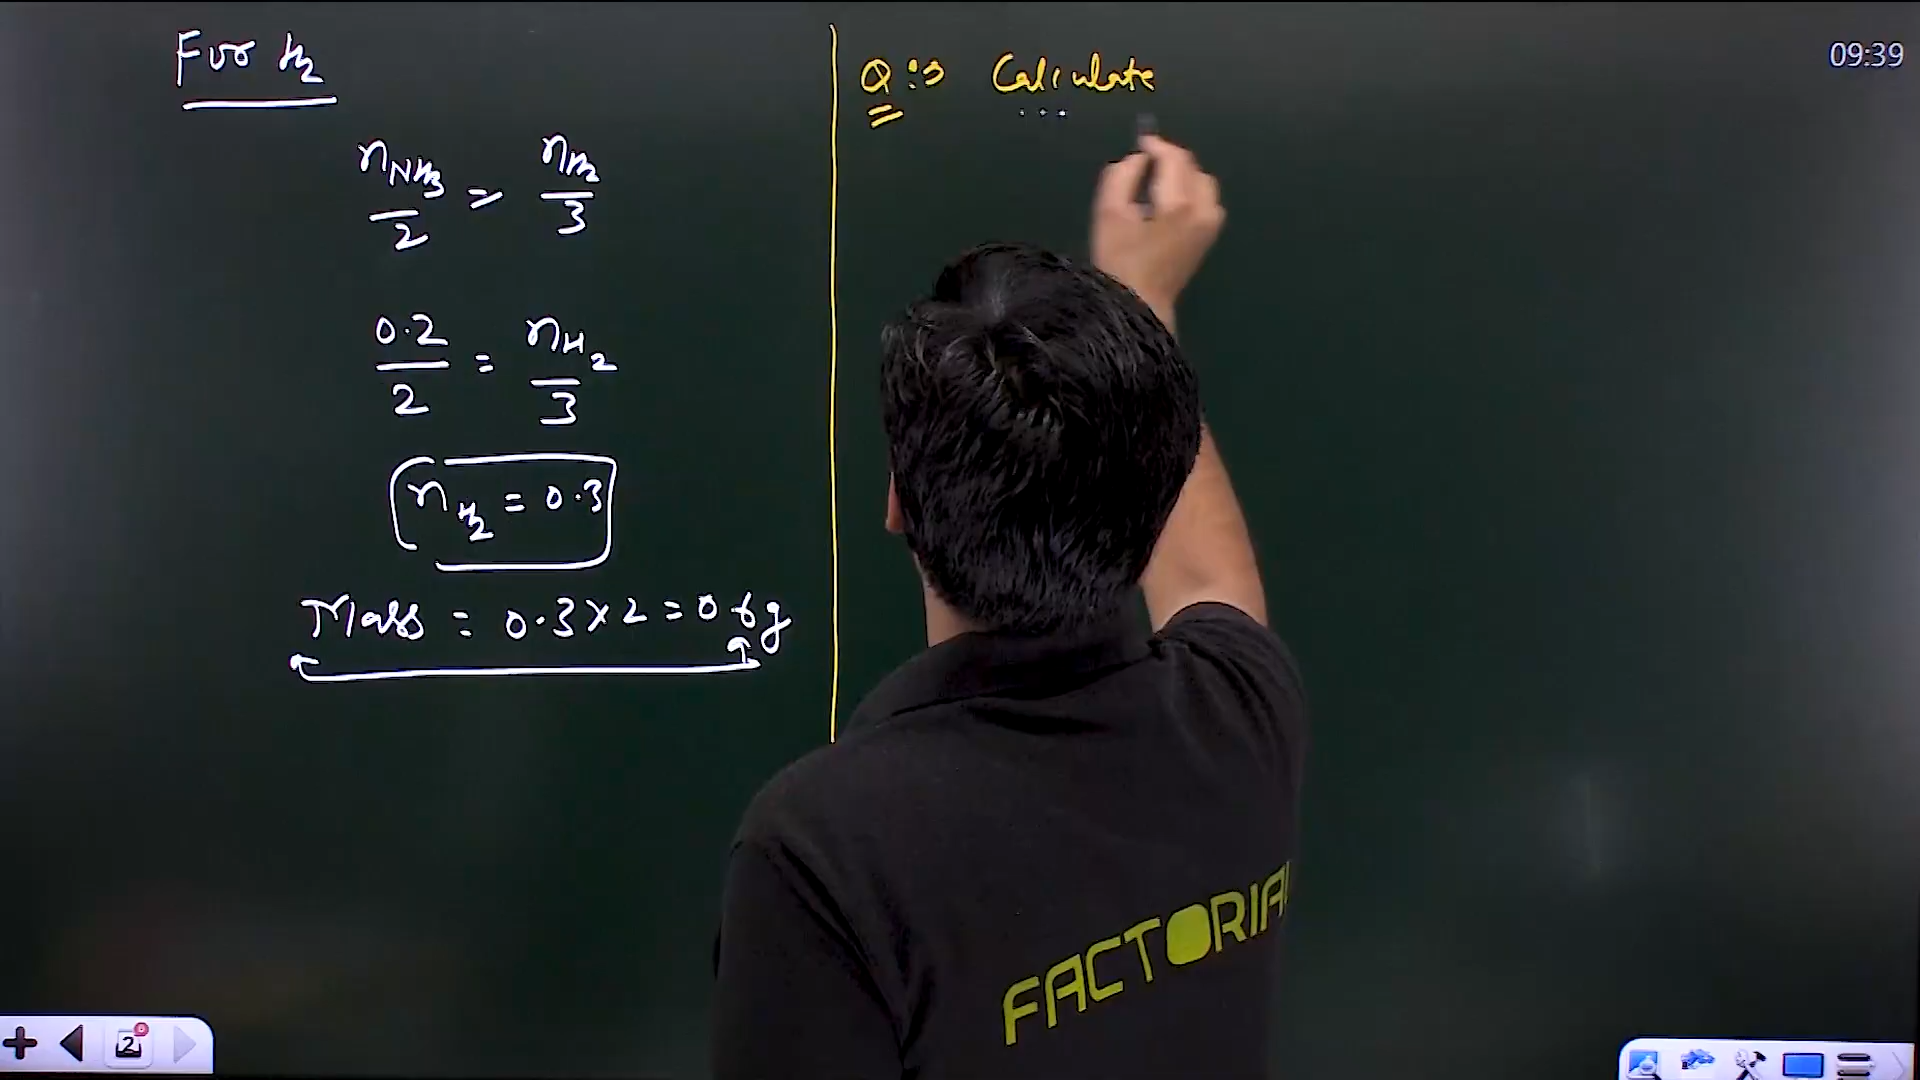 For H2
nNH3/2 = nH2/3
0.2/2 = nH2/3
nH2 = 0.3
Mass = 0.3 × 2 = 0.6g
Q:3 Calculate
09:39
FACTORIAL
2